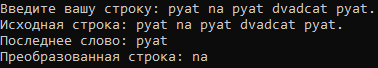 Введите вашу строку: pyat na pyat dvadcat pyat.
Исходная строка: pyat na pyat dvadcat pyat.
Последнее слово: pyat
Преобразованная строка: na